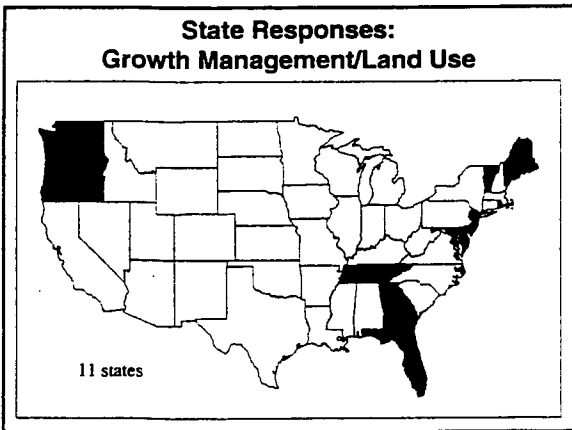 State Responses:
Growth Management/Land Use
11 states